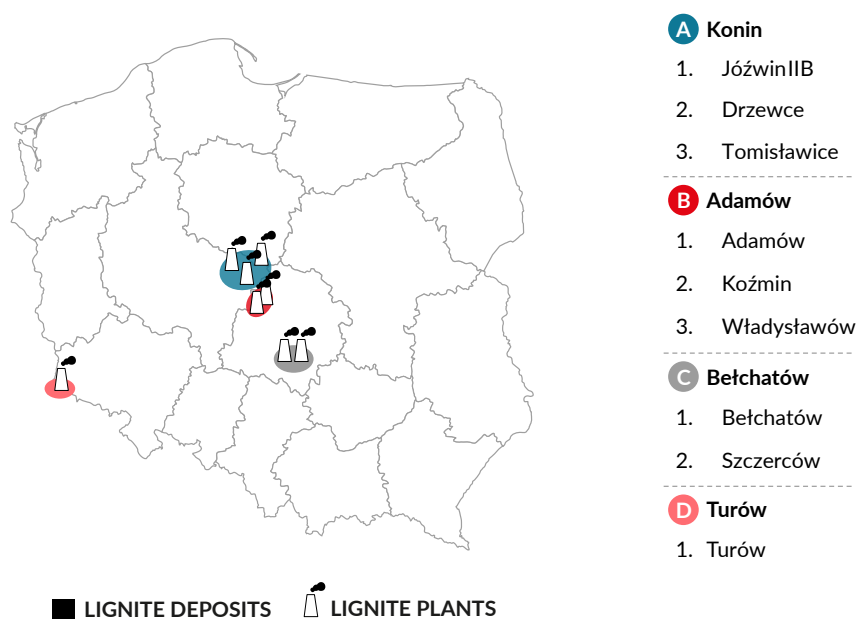 A Konin
1. JóźwinIIB
2. Drzewce
3. Tomisławice
B Adamów
1. Adamów
2. Koźmin
3. Władysławów
C Bełchatów
1. Bełchatów
2. Szczerców
D Turów
1. Turów
LIGNITE DEPOSITS LIGNITE PLANTS